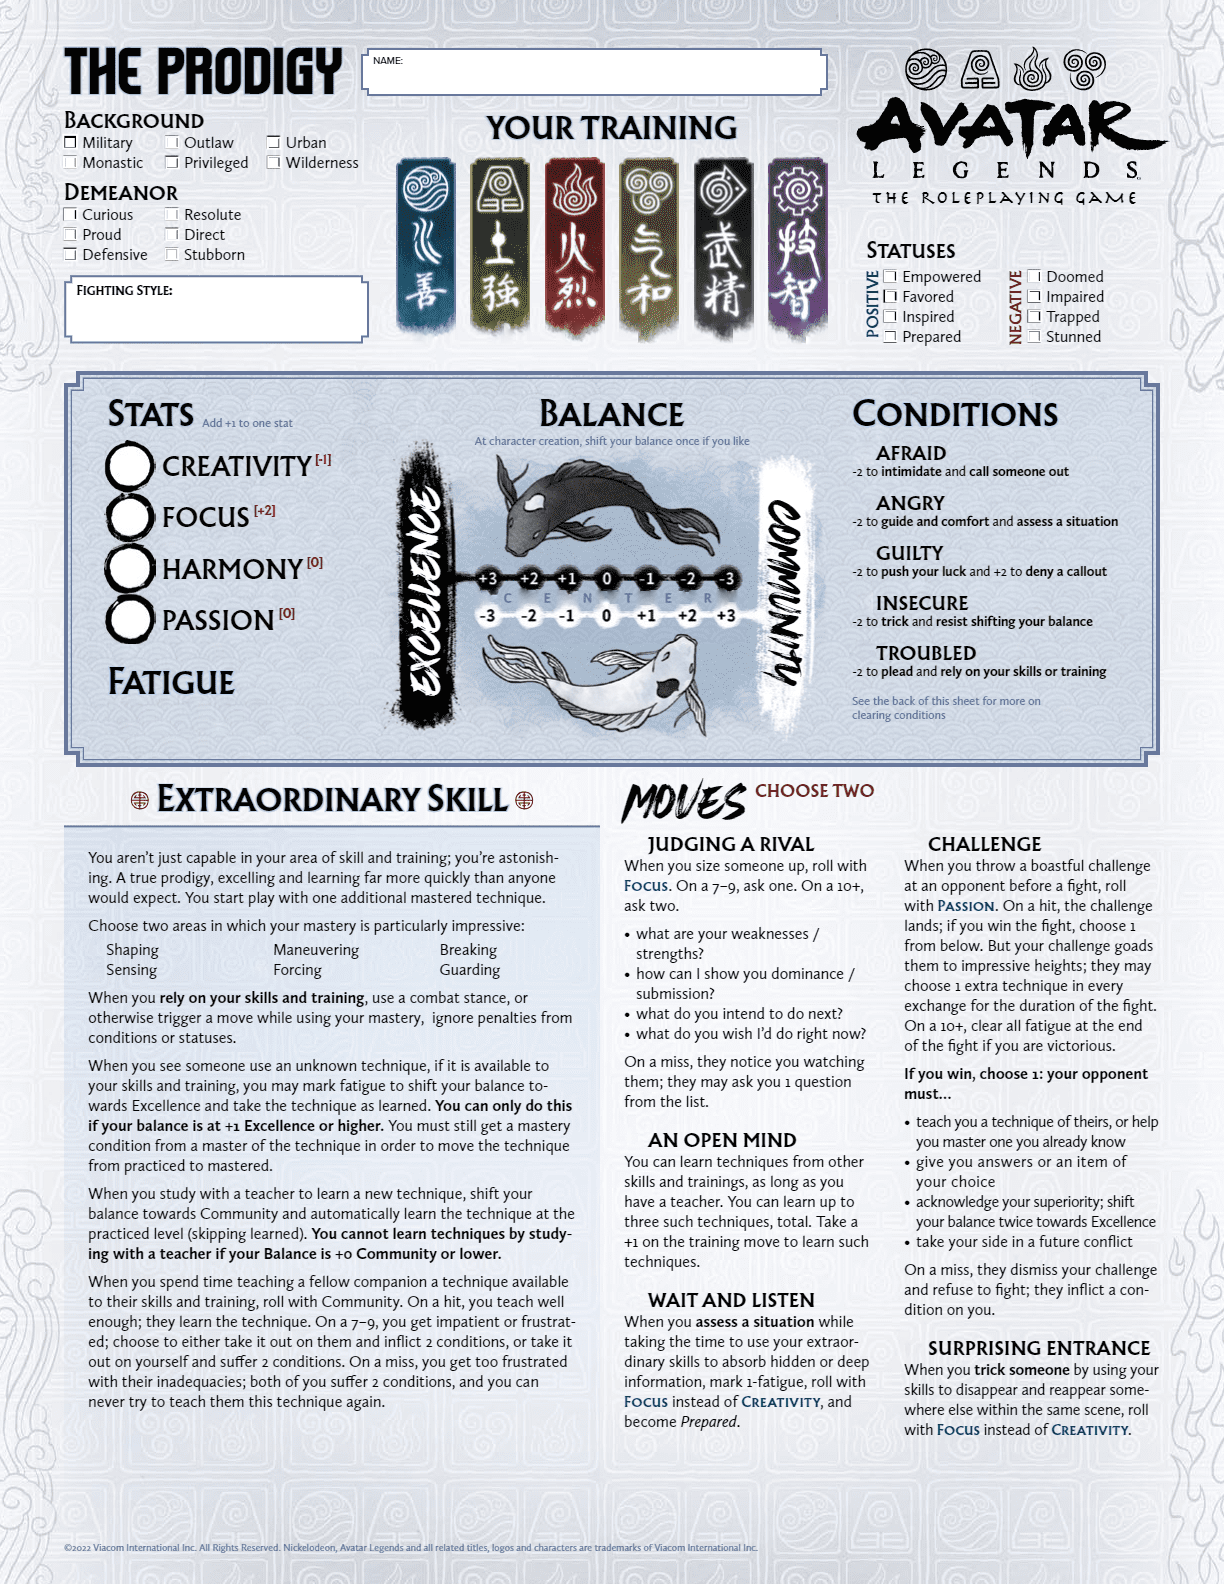 THE PRODIGY
NAME:
BACKGROUND
Military
Outlaw
Urban
Monastic
Privileged
Wilderness
DEMEANOR
Curious
Resolute
Proud
Direct
Defensive
Stubborn
FIGHTING STYLE:
YOUR TRAINING
善
土
強
火
烈
气
和
武
精
技
智
AVATAR
LEGENDS
THE ROLEPLAYING GAME
STATUSES
POSITIVE
Empowered
Favored
Inspired
Prepared
NEGATIVE
Doomed
Impaired
Trapped
Stunned
STATS Add +1 to one stat
CREATIVITY [-1]
FOCUS [+2]
HARMONY [0]
PASSION [0]
FATIGUE
BALANCE
At character creation, shift your balance once if you like
EXCELLENCE
+3 +2 +1 0 -1 -2 -3
CENTER
-3 -2 -1 0 +1 +2 +3
COMMUNITY
CONDITIONS
AFRAID
-2 to intimidate and call someone out
ANGRY
-2 to guide and comfort and assess a situation
GUILTY
-2 to push your luck and +2 to deny a callout
INSECURE
-2 to trick and resist shifting your balance
TROUBLED
-2 to plead and rely on your skills or training
See the back of this sheet for more on
clearing conditions
EXTRAORDINARY SKILL
You aren't just capable in your area of skill and training; you're astonish-
ing. A true prodigy, excelling and learning far more quickly than anyone
would expect. You start play with one additional mastered technique.
Choose two areas in which your mastery is particularly impressive:
Shaping Maneuvering Breaking
Sensing Forcing Guarding
When you rely on your skills and training, use a combat stance, or
otherwise trigger a move while using your mastery, ignore penalties from
conditions or statuses.
When you see someone use an unknown technique, if it is available to
your skills and training, you may mark fatigue to shift your balance to-
wards Excellence and take the technique as learned. You can only do this
if your balance is at +1 Excellence or higher. You must still get a mastery
condition from a master of the technique in order to move the technique
from practiced to mastered.
When you study with a teacher to learn a new technique, shift your
balance towards Community and automatically learn the technique at the
practiced level (skipping learned). You cannot learn techniques by study-
ing with a teacher if your Balance is +0 Community or lower.
When you spend time teaching a fellow companion a technique available
to their skills and training, roll with Community. On a hit, you teach well
enough; they learn the technique. On a 7–9, you get impatient or frustrat-
ed; choose to either take it out on them and inflict 2 conditions, or take it
out on yourself and suffer 2 conditions. On a miss, you get too frustrated
with their inadequacies; both of you suffer 2 conditions, and you can
never try to teach them this technique again.
MOVES CHOOSE TWO
JUDGING A RIVAL
When you size someone up, roll with
FOCUS. On a 7–9, ask one. On a 10+,
ask two.
• what are your weaknesses /
strengths?
• how can I show you dominance /
submission?
• what do you intend to do next?
• what do you wish I'd do right now?
On a miss, they notice you watching
them; they may ask you 1 question
from the list.
AN OPEN MIND
You can learn techniques from other
skills and trainings, as long as you
have a teacher. You can learn up to
three such techniques, total. Take a
+1 on the training move to learn such
techniques.
WAIT AND LISTEN
When you assess a situation while
taking the time to use your extraor-
dinary skills to absorb hidden or deep
information, mark 1-fatigue, roll with
FOCUS instead of CREATIVITY, and
become Prepared.
CHALLENGE
When you throw a boastful challenge
at an opponent before a fight, roll
with PASSION. On a hit, the challenge
lands; if you win the fight, choose 1
from below. But your challenge goads
them to impressive heights; they may
choose 1 extra technique in every
exchange for the duration of the fight.
On a 10+, clear all fatigue at the end
of the fight if you are victorious.
If you win, choose 1: your opponent
must...
• teach you a technique of theirs, or help
you master one you already know
• give you answers or an item of
your choice
• acknowledge your superiority; shift
your balance twice towards Excellence
• take your side in a future conflict
On a miss, they dismiss your challenge
and refuse to fight; they inflict a con-
dition on you.
SURPRISING ENTRANCE
When you trick someone by using your
skills to disappear and reappear some-
where else within the same scene, roll
with FOCUS instead of CREATIVITY.
©2022 Viacom International Inc. All Rights Reserved. Nickelodeon, Avatar Legends and all related titles, logos and characters are trademarks of Viacom International Inc.